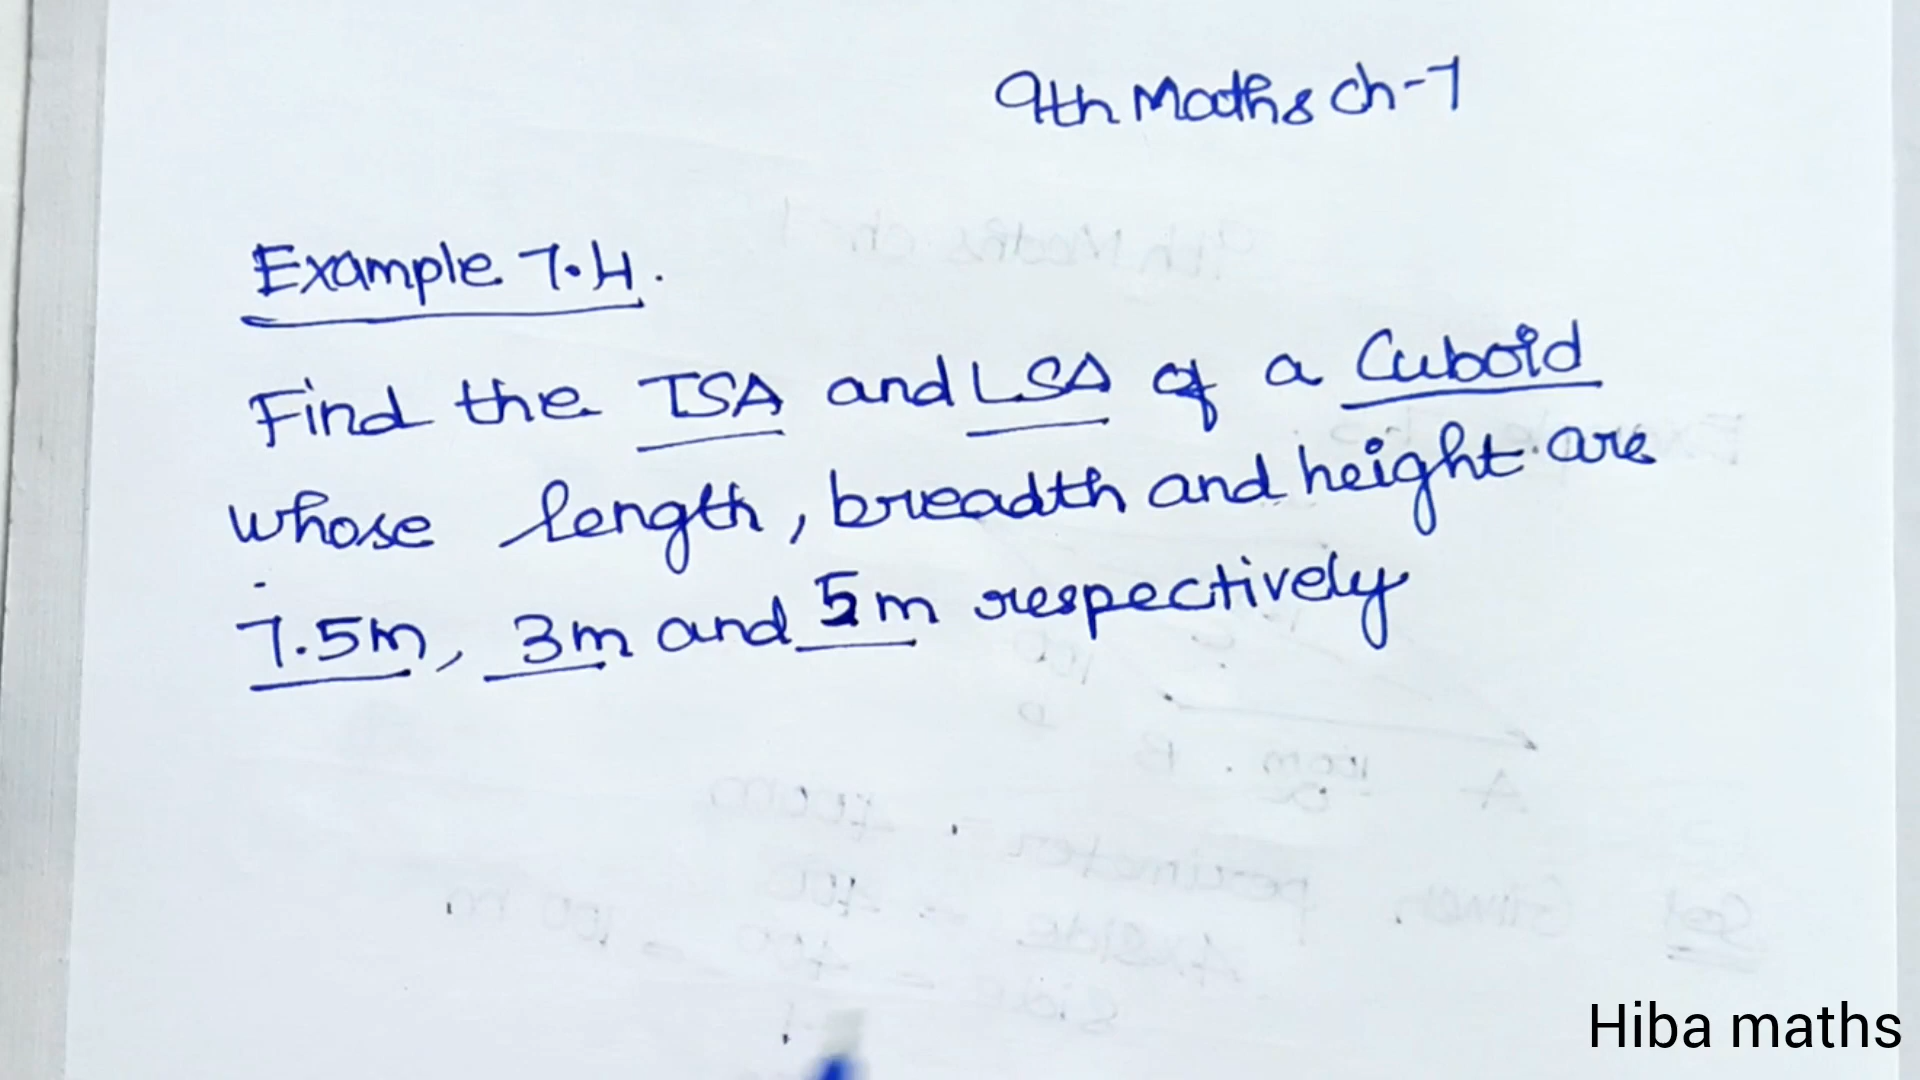 9th Maths Ch-7
Example 7.4.
Find the TSA and LSA of a Cuboid
whose length, breadth and height are
7.5m, 3m and 5m respectively
Hiba maths